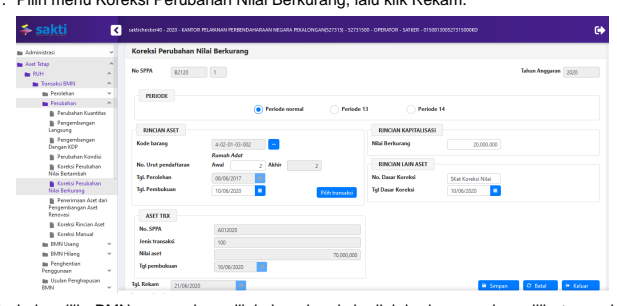 Pilih menu Koreksi Perubahan Nilai Berkurang, lalu klik Rekam.
sakti
saktichecker40 - 2020 - KANTOR PELAYANAN PERBENDAHARAAN NEGARA PEKALONGAN(527315) - 52731500 - OPERATOR - SATKER - 015081300527315000KD
Administrasi
Aset Tetap
RUH
Transaksi BMN
Perolehan
Perubahan
Perubahan Kuantitas
Pengembangan
Langsung
Pengembangan
Dengan KDP
Perubahan Kondisi
Koreksi Perubahan
Nilai Bertambah
Koreksi Perubahan
Nilai Berkurang
Penerimaan Aset dari
Pengembangan Aset
Renovasi
Koreksi Rincian Aset
Koreksi Manual
BMN Usang
BMN Hilang
Penghentian
Penggunaan
Usulan Penghapusan
BMN
Koreksi Perubahan Nilai Berkurang
No SPPA B2120 1 Tahun Anggaran 2020
PERIODE
Periode normal Periode 13 Periode 14
RINCIAN ASET
Kode barang 4-02-01-03-002
Rumah Adat
No. Urut pendaftaran Awal 2 Akhir 2
Tgl. Perolehan 08/06/2017
Tgl. Pembukuan 10/06/2020 Pilih transaksi
RINCIAN KAPITALISASI
Nilai Berkurang 20.000.000
RINCIAN LAIN ASET
No. Dasar Koreksi SKet Koreksi Nilai
Tgl Dasar Koreksi 10/06/2020
ASET TRX
No. SPPA A012020
Jenis transaksi 100
Nilai aset 70,000,000
Tgl pembukuan 10/06/2020
Tgl. Rekam 21/06/2020
Simpan Batal Keluar